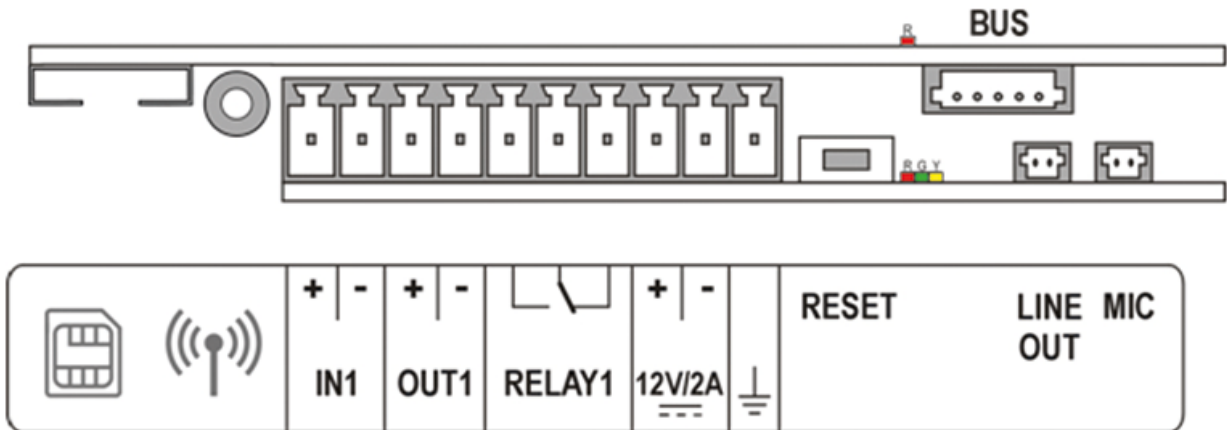 R BUS
R G Y
+ - + - + -
RESET LINE MIC
OUT
IN1 OUT1 RELAY1 12V/2A